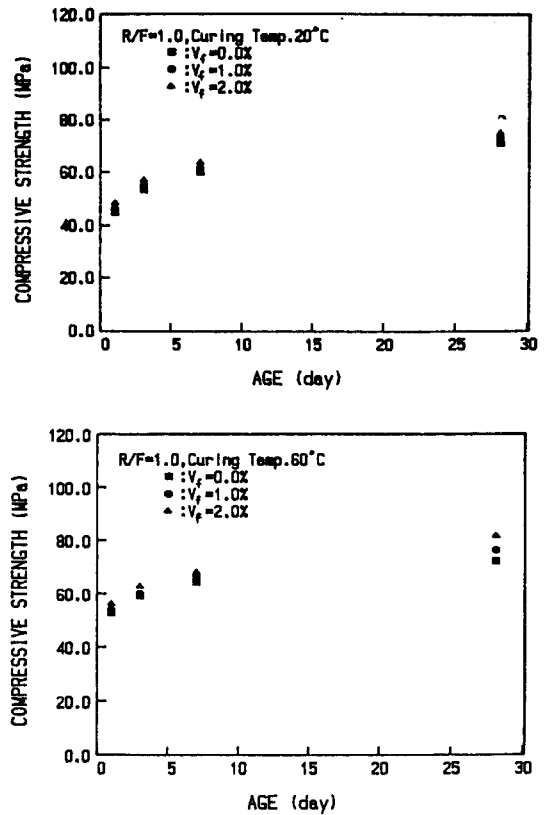 R/F=1.0,Curing Temp.20°C
■ :Vf=0.0%
● :Vf=1.0%
▲ :Vf=2.0%
120.0
100.0
80.0
60.0
40.0
20.0
0.0
COMPRESSIVE STRENGTH (MPa)
0 5 10 15 20 25 30
AGE (day)
R/F=1.0,Curing Temp.60°C
■ :Vf=0.0%
● :Vf=1.0%
▲ :Vf=2.0%
120.0
100.0
80.0
60.0
40.0
20.0
0.0
COMPRESSIVE STRENGTH (MPa)
0 5 10 15 20 25 30
AGE (day)